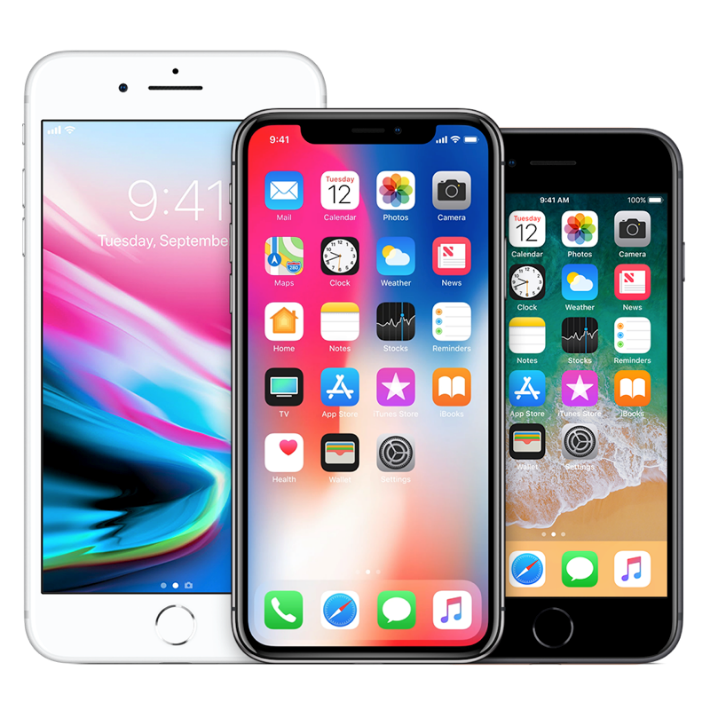 9:41
Tuesday, Septembe
9:41
Tuesday
12
Mail Calendar Photos Camera
280
Maps Clock Weather News
Home Notes Stocks Reminders
TV App Store iTunes Store iBooks
Health Wallet Settings
9:41 AM 100%
Tuesday
12
Calendar Photos Camera
Clock Weather News
Notes Stocks Reminders
App Store iTunes Store iBooks
Wallet Settings